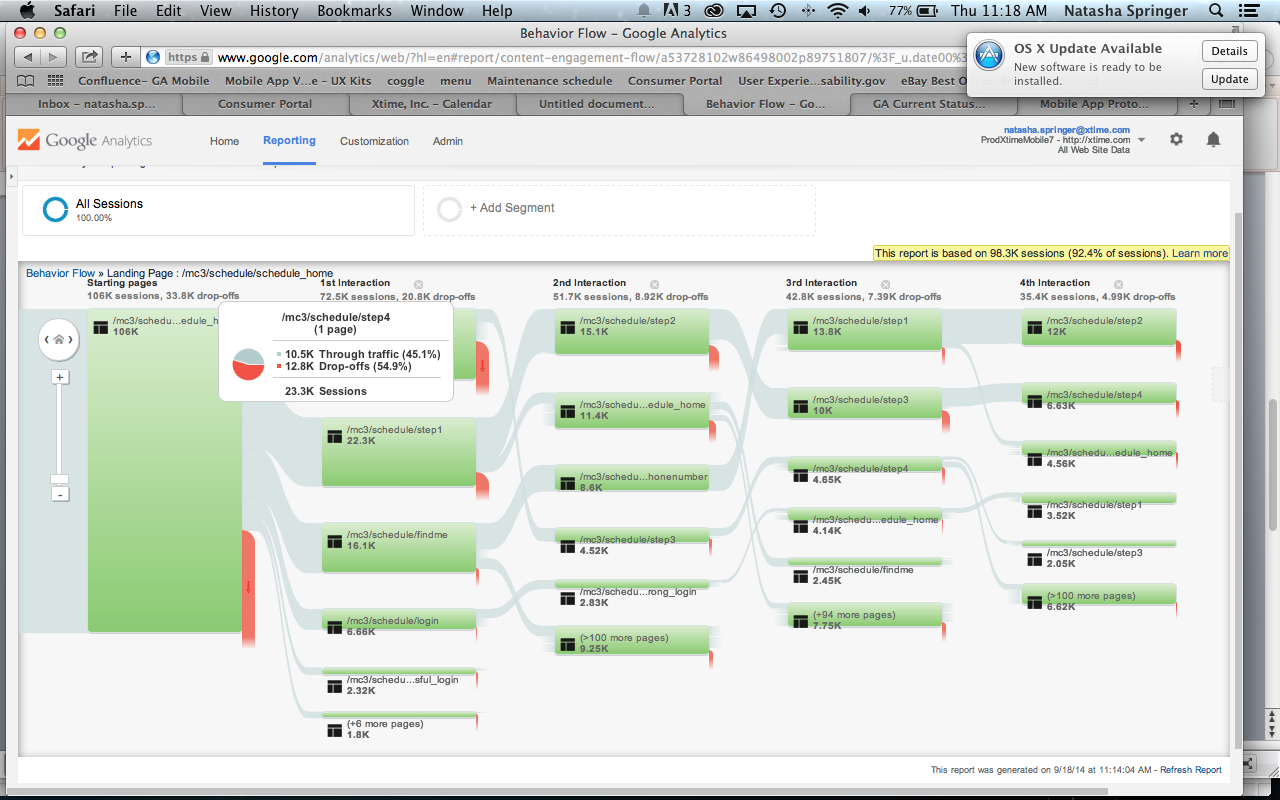 Safari File Edit View History Bookmarks Window Help 3 77% Thu 11:18 AM Natasha Springer
Behavior Flow – Google Analytics
https www.google.com/analytics/web/?hl=en#report/content-engagement-flow/a53728102w86498002p89751807/%3F_u.date00%
OS X Update Available
New software is ready to be
installed.
Details
Update
Confluence- GA Mobile Mobile App V...e - UX Kits coggle menu Maintenance schedule Consumer Portal User Experie...sability.gov eBay Best
Inbox – natasha.sp... Consumer Portal Xtime, Inc. – Calendar Untitled document... Behavior Flow – Go... GA Current Status... Mobile App Proto...
Google Analytics
Home Reporting Customization Admin
natasha.springer@xtime.com
ProdXtimeMobile7 - http://xtime.com
All Web Site Data
All Sessions
100.00%
+ Add Segment
This report is based on 98.3K sessions (92.4% of sessions). Learn more
Behavior Flow » Landing Page : /mc3/schedule/schedule_home
Starting pages
106K sessions, 33.8K drop-offs
1st Interaction
72.5K sessions, 20.8K drop-offs
2nd Interaction
51.7K sessions, 8.92K drop-offs
3rd Interaction
42.8K sessions, 7.39K drop-offs
4th Interaction
35.4K sessions, 4.99K drop-offs
/mc3/schedu...edule_h
106K
/mc3/schedule/step4
(1 page)
10.5K Through traffic (45.1%)
12.8K Drop-offs (54.9%)
23.3K Sessions
/mc3/schedule/step1
22.3K
/mc3/schedule/findme
16.1K
/mc3/schedule/login
6.66K
/mc3/schedu...sful_login
2.32K
(+6 more pages)
1.8K
/mc3/schedule/step2
15.1K
/mc3/schedu...edule_home
11.4K
/mc3/schedu...honenumber
8.6K
/mc3/schedule/step3
4.52K
/mc3/schedu...rong_login
2.83K
(>100 more pages)
9.25K
/mc3/schedule/step1
13.8K
/mc3/schedule/step3
10K
/mc3/schedule/step4
4.65K
/mc3/schedu...edule_home
4.14K
/mc3/schedule/findme
2.45K
(+94 more pages)
7.75K
/mc3/schedule/step2
12K
/mc3/schedule/step4
6.63K
/mc3/schedu...edule_home
4.56K
/mc3/schedule/step1
3.52K
/mc3/schedule/step3
2.05K
(>100 more pages)
6.62K
+
-
This report was generated on 9/18/14 at 11:14:04 AM - Refresh Report